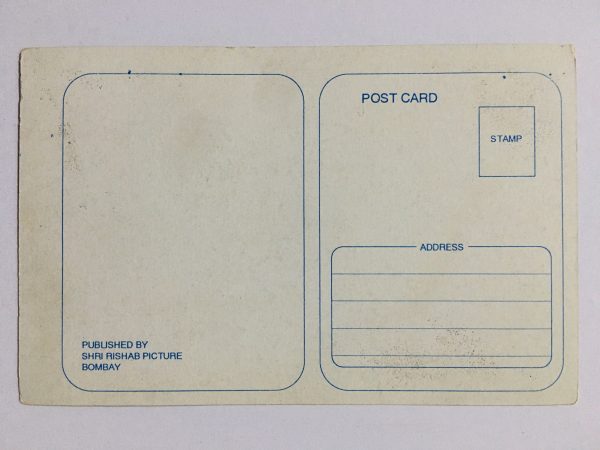 POST CARD
STAMP
ADDRESS
PUBLISHED BY
SHRI RISHAB PICTURE
BOMBAY